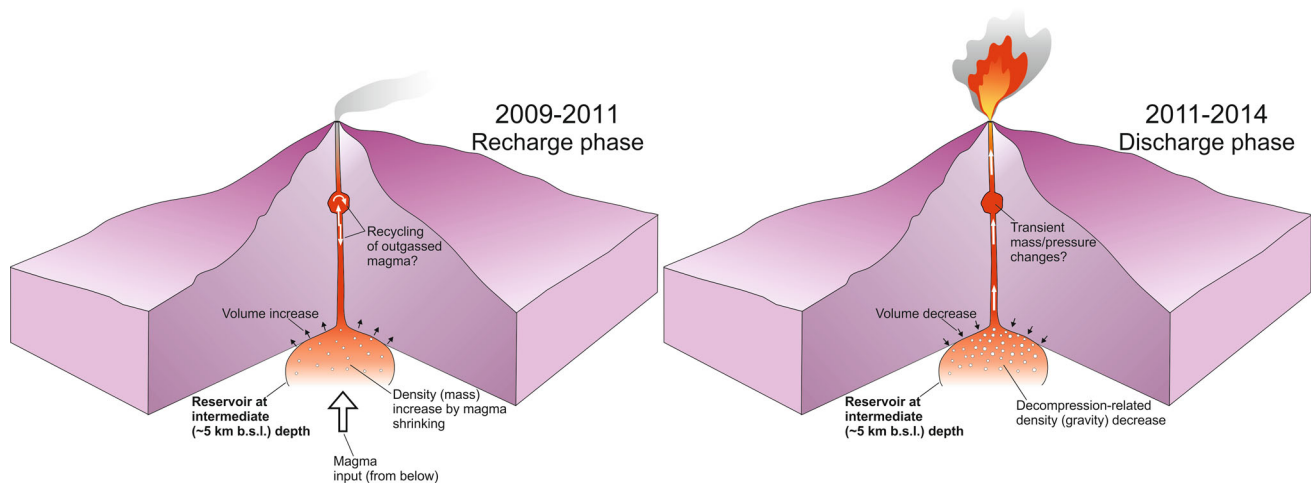 2009-2011
Recharge phase
Recycling
of outgassed
magma?
Volume increase
Reservoir at
intermediate
(~5 km b.s.l.) depth
Density (mass)
increase by magma
shrinking
Magma
input (from below)
2011-2014
Discharge phase
Transient
mass/pressure
changes?
Volume decrease
Reservoir at
intermediate
(~5 km b.s.l.) depth
Decompression-related
density (gravity) decrease